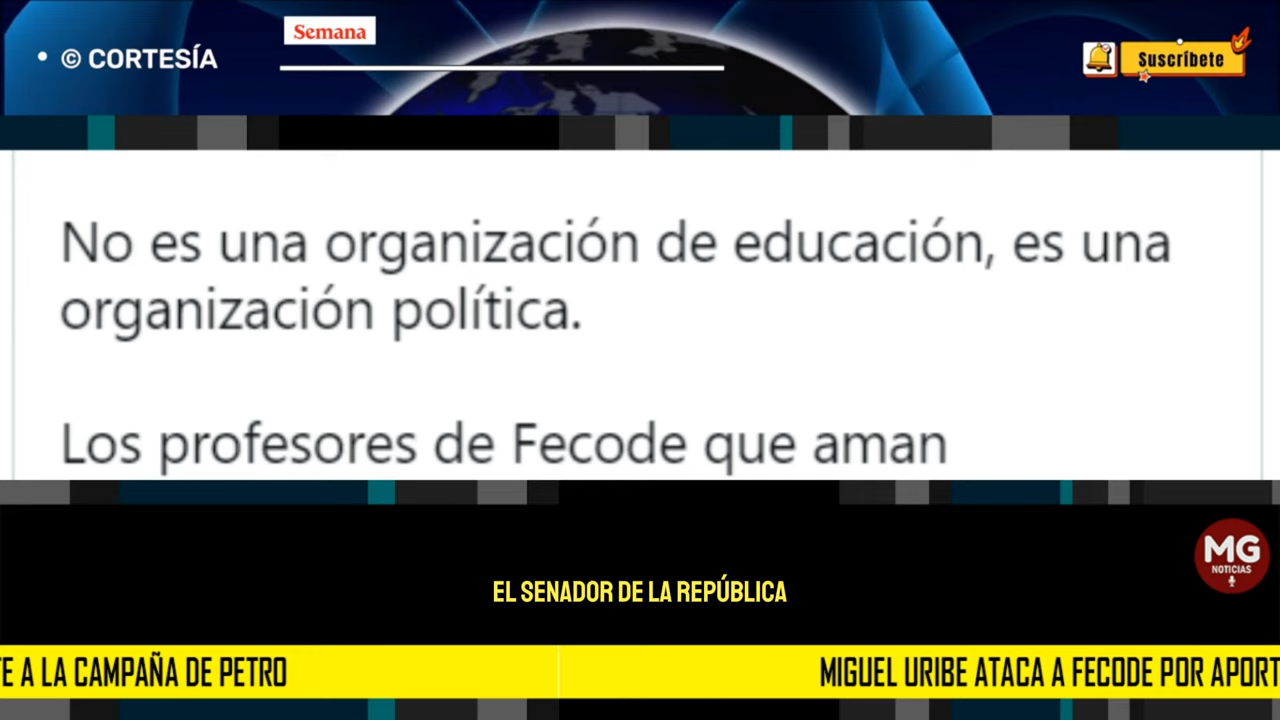 Semana
© CORTESÍA
Suscríbete
No es una organización de educación, es una
organización política.
Los profesores de Fecode que aman
MG
NOTICIAS
EL SENADOR DE LA REPÚBLICA
A LA CAMPAÑA DE PETRO
MIGUEL URIBE ATACA A FECODE POR